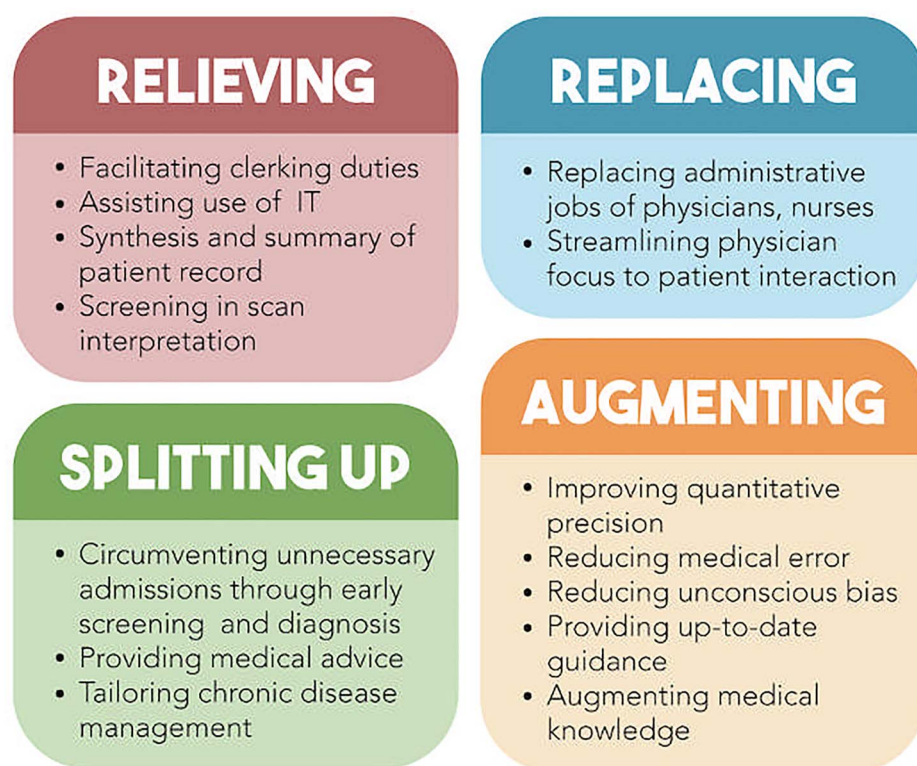 RELIEVING
• Facilitating clerking duties
• Assisting use of IT
• Synthesis and summary of
patient record
• Screening in scan
interpretation
REPLACING
• Replacing administrative
jobs of physicians, nurses
• Streamlining physician
focus to patient interaction
SPLITTING UP
• Circumventing unnecessary
admissions through early
screening and diagnosis
• Providing medical advice
• Tailoring chronic disease
management
AUGMENTING
• Improving quantitative
precision
• Reducing medical error
• Reducing unconscious bias
• Providing up-to-date
guidance
• Augmenting medical
knowledge